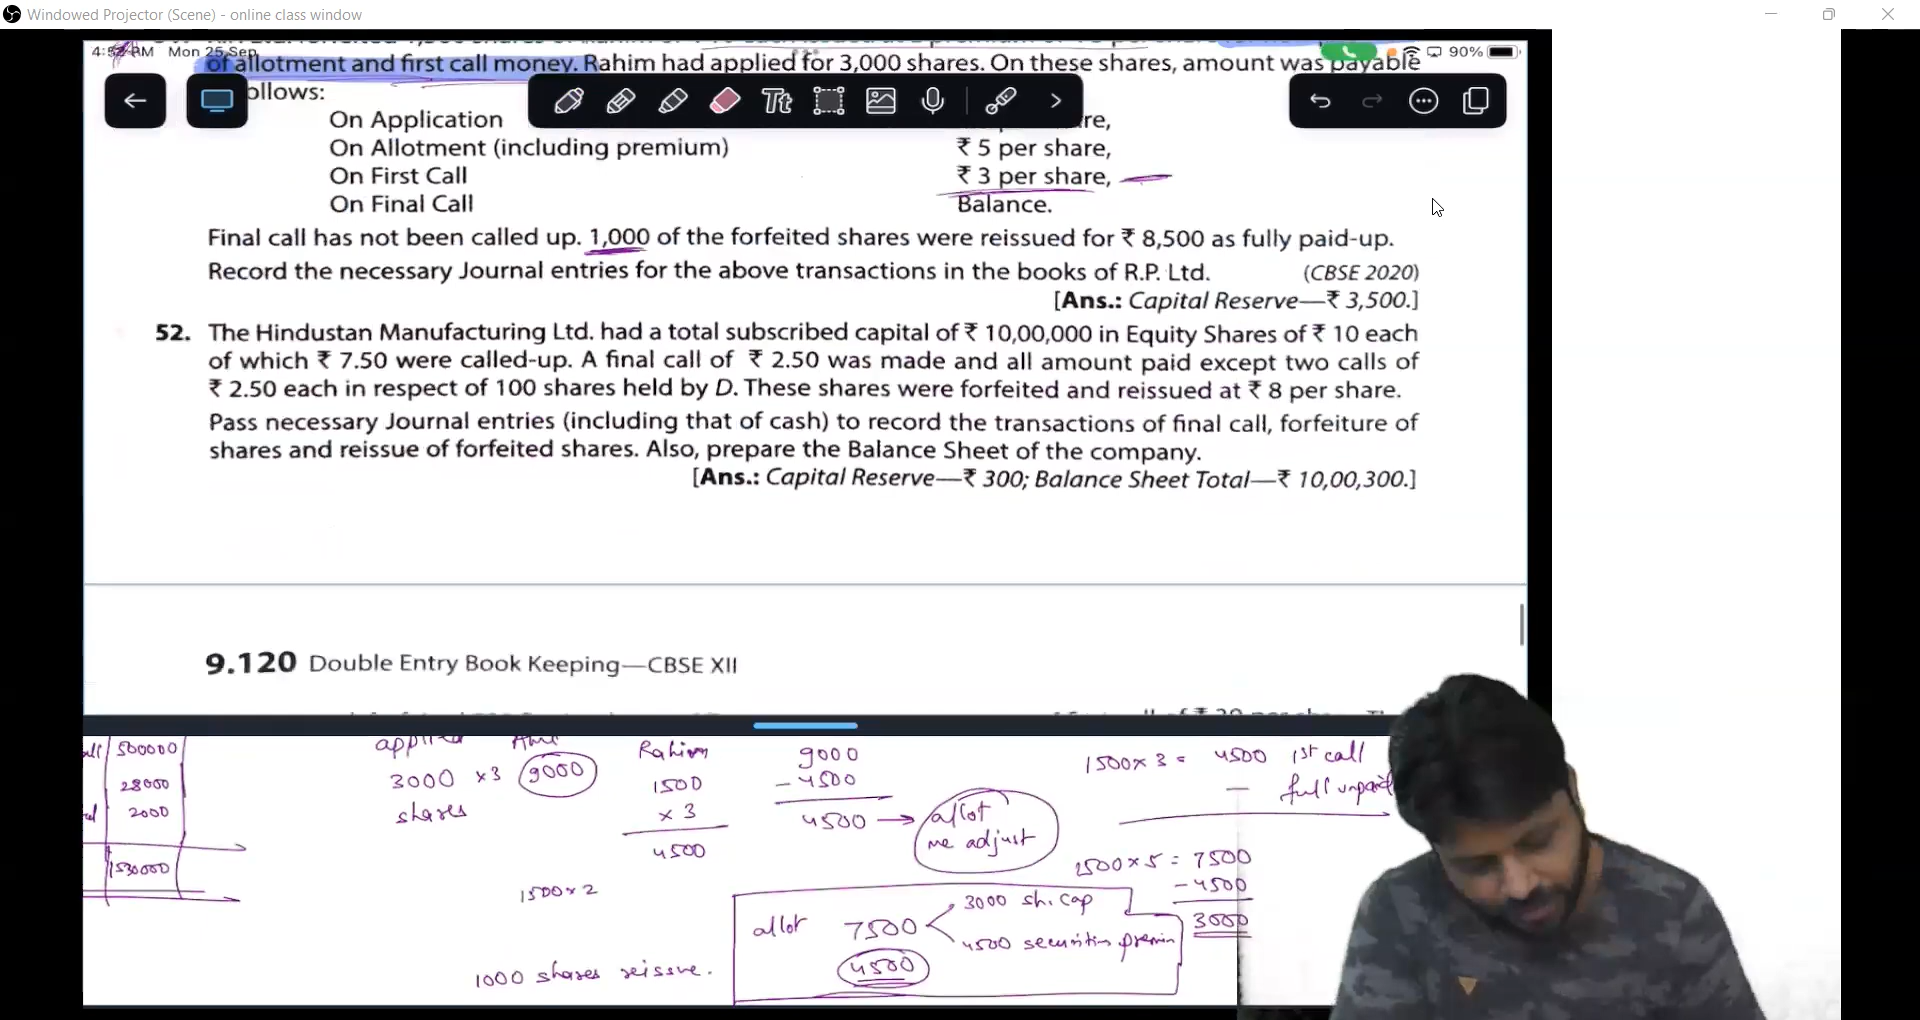 Windowed Projector (Scene) - online class window
4:52 PM Mon 25 Sep
90%
of allotment and first call money. Rahim had applied for 3,000 shares. On these shares, amount was payable
ollows:
On Application re,
On Allotment (including premium) ₹ 5 per share,
On First Call ₹ 3 per share,
On Final Call Balance.
Final call has not been called up. 1,000 of the forfeited shares were reissued for ₹ 8,500 as fully paid-up.
Record the necessary Journal entries for the above transactions in the books of R.P. Ltd. (CBSE 2020)
[Ans.: Capital Reserve—₹ 3,500.]
52. The Hindustan Manufacturing Ltd. had a total subscribed capital of ₹ 10,00,000 in Equity Shares of ₹ 10 each
of which ₹ 7.50 were called-up. A final call of ₹ 2.50 was made and all amount paid except two calls of
₹ 2.50 each in respect of 100 shares held by D. These shares were forfeited and reissued at ₹ 8 per share.
Pass necessary Journal entries (including that of cash) to record the transactions of final call, forfeiture of
shares and reissue of forfeited shares. Also, prepare the Balance Sheet of the company.
[Ans.: Capital Reserve—₹ 300; Balance Sheet Total—₹ 10,00,300.]
9.120 Double Entry Book Keeping—CBSE XII
500000
28000
2000
1530000
applied
3000 x3 9000
shares
Rahim
1500
x 3
4500
1500x2
9000
- 4500
4500 → allot
me adjust
1500x3 = 4500 1st call
— full unpaid
1500x5 = 7500
- 4500
3000
allot 7500
3000 sh. cap
4500 securities premium
4500
1000 shares reissue.